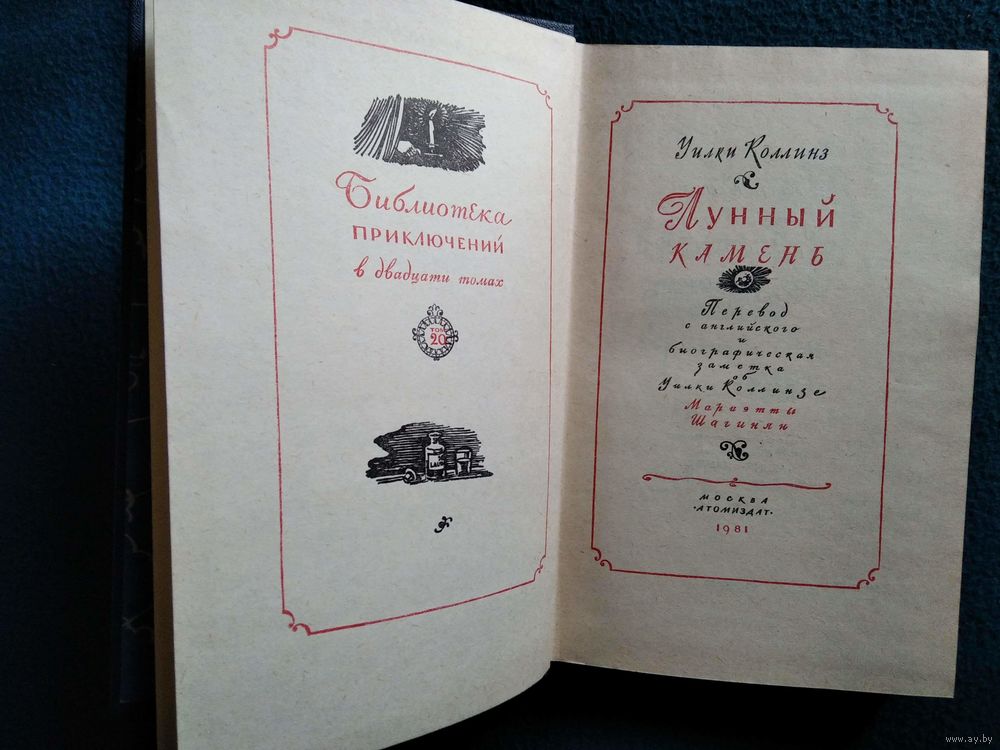 Библиотека
приключений
в двадцати томах
ТОМ
20
Уилки Коллинз
Лунный
камень
Перевод
с английского
и
биографическая
заметка
об
Уилки Коллинзе
Мариэтты
Шагинян
МОСКВА
·АТОМИЗДАТ·
1981
www.ay.by